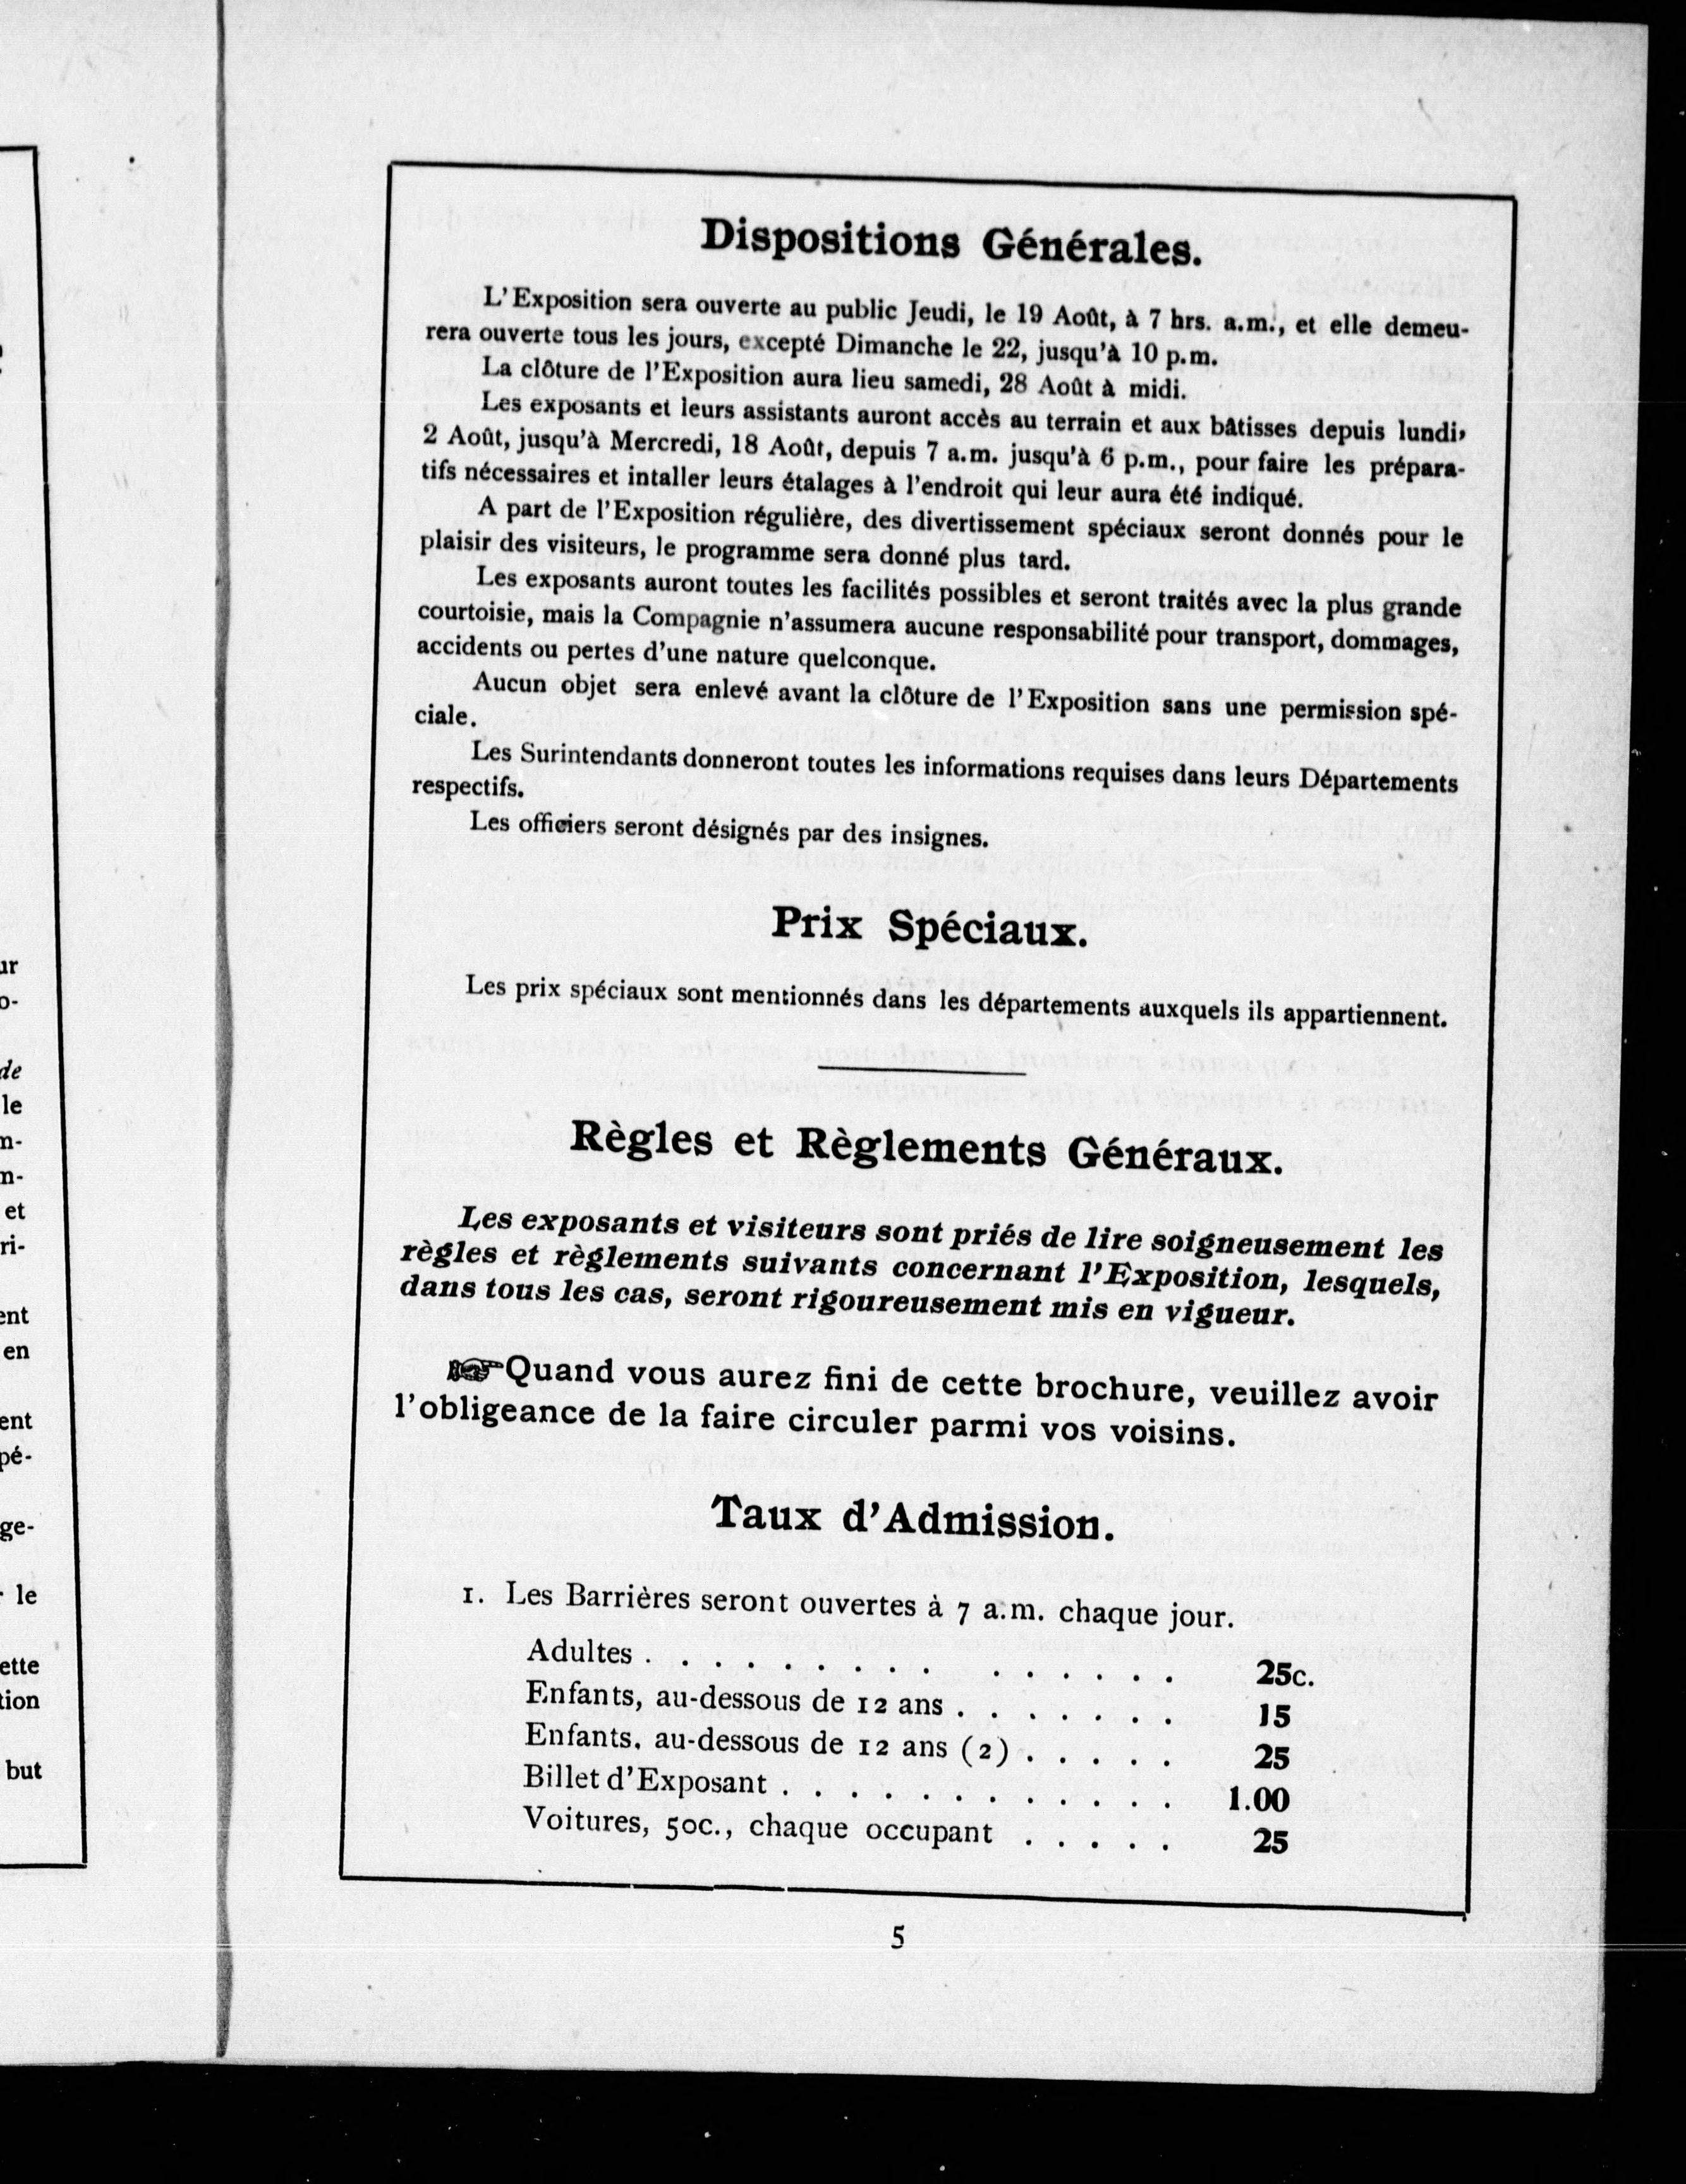 Dispositions Générales.
L'Exposition sera ouverte au public Jeudi, le 19 Août, à 7 hrs. a.m., et elle demeu-
rera ouverte tous les jours, excepté Dimanche le 22, jusqu'à 10 p.m.
La clôture de l'Exposition aura lieu samedi, 28 Août à midi.
Les exposants et leurs assistants auront accès au terrain et aux bâtisses depuis lundi,
2 Août, jusqu'à Mercredi, 18 Août, depuis 7 a.m. jusqu'à 6 p.m., pour faire les prépara-
tifs nécessaires et intaller leurs étalages à l'endroit qui leur aura été indiqué.
A part de l'Exposition régulière, des divertissement spéciaux seront donnés pour le
plaisir des visiteurs, le programme sera donné plus tard.
Les exposants auront toutes les facilités possibles et seront traités avec la plus grande
courtoisie, mais la Compagnie n'assumera aucune responsabilité pour transport, dommages,
accidents ou pertes d'une nature quelconque.
Aucun objet sera enlevé avant la clôture de l'Exposition sans une permission spé-
ciale.
Les Surintendants donneront toutes les informations requises dans leurs Départements
respectifs.
Les officiers seront désignés par des insignes.
Prix Spéciaux.
Les prix spéciaux sont mentionnés dans les départements auxquels ils appartiennent.
Règles et Règlements Généraux.
Les exposants et visiteurs sont priés de lire soigneusement les
règles et règlements suivants concernant l'Exposition, lesquels,
dans tous les cas, seront rigoureusement mis en vigueur.
☞Quand vous aurez fini de cette brochure, veuillez avoir
l'obligeance de la faire circuler parmi vos voisins.
Taux d'Admission.
1. Les Barrières seront ouvertes à 7 a.m. chaque jour.
Adultes . . . . . . . . . . . . . . . 25c.
Enfants, au-dessous de 12 ans . . . . . . . 15
Enfants, au-dessous de 12 ans (2) . . . . . 25
Billet d'Exposant . . . . . . . . . . . . 1.00
Voitures, 50c., chaque occupant . . . . . 25
5